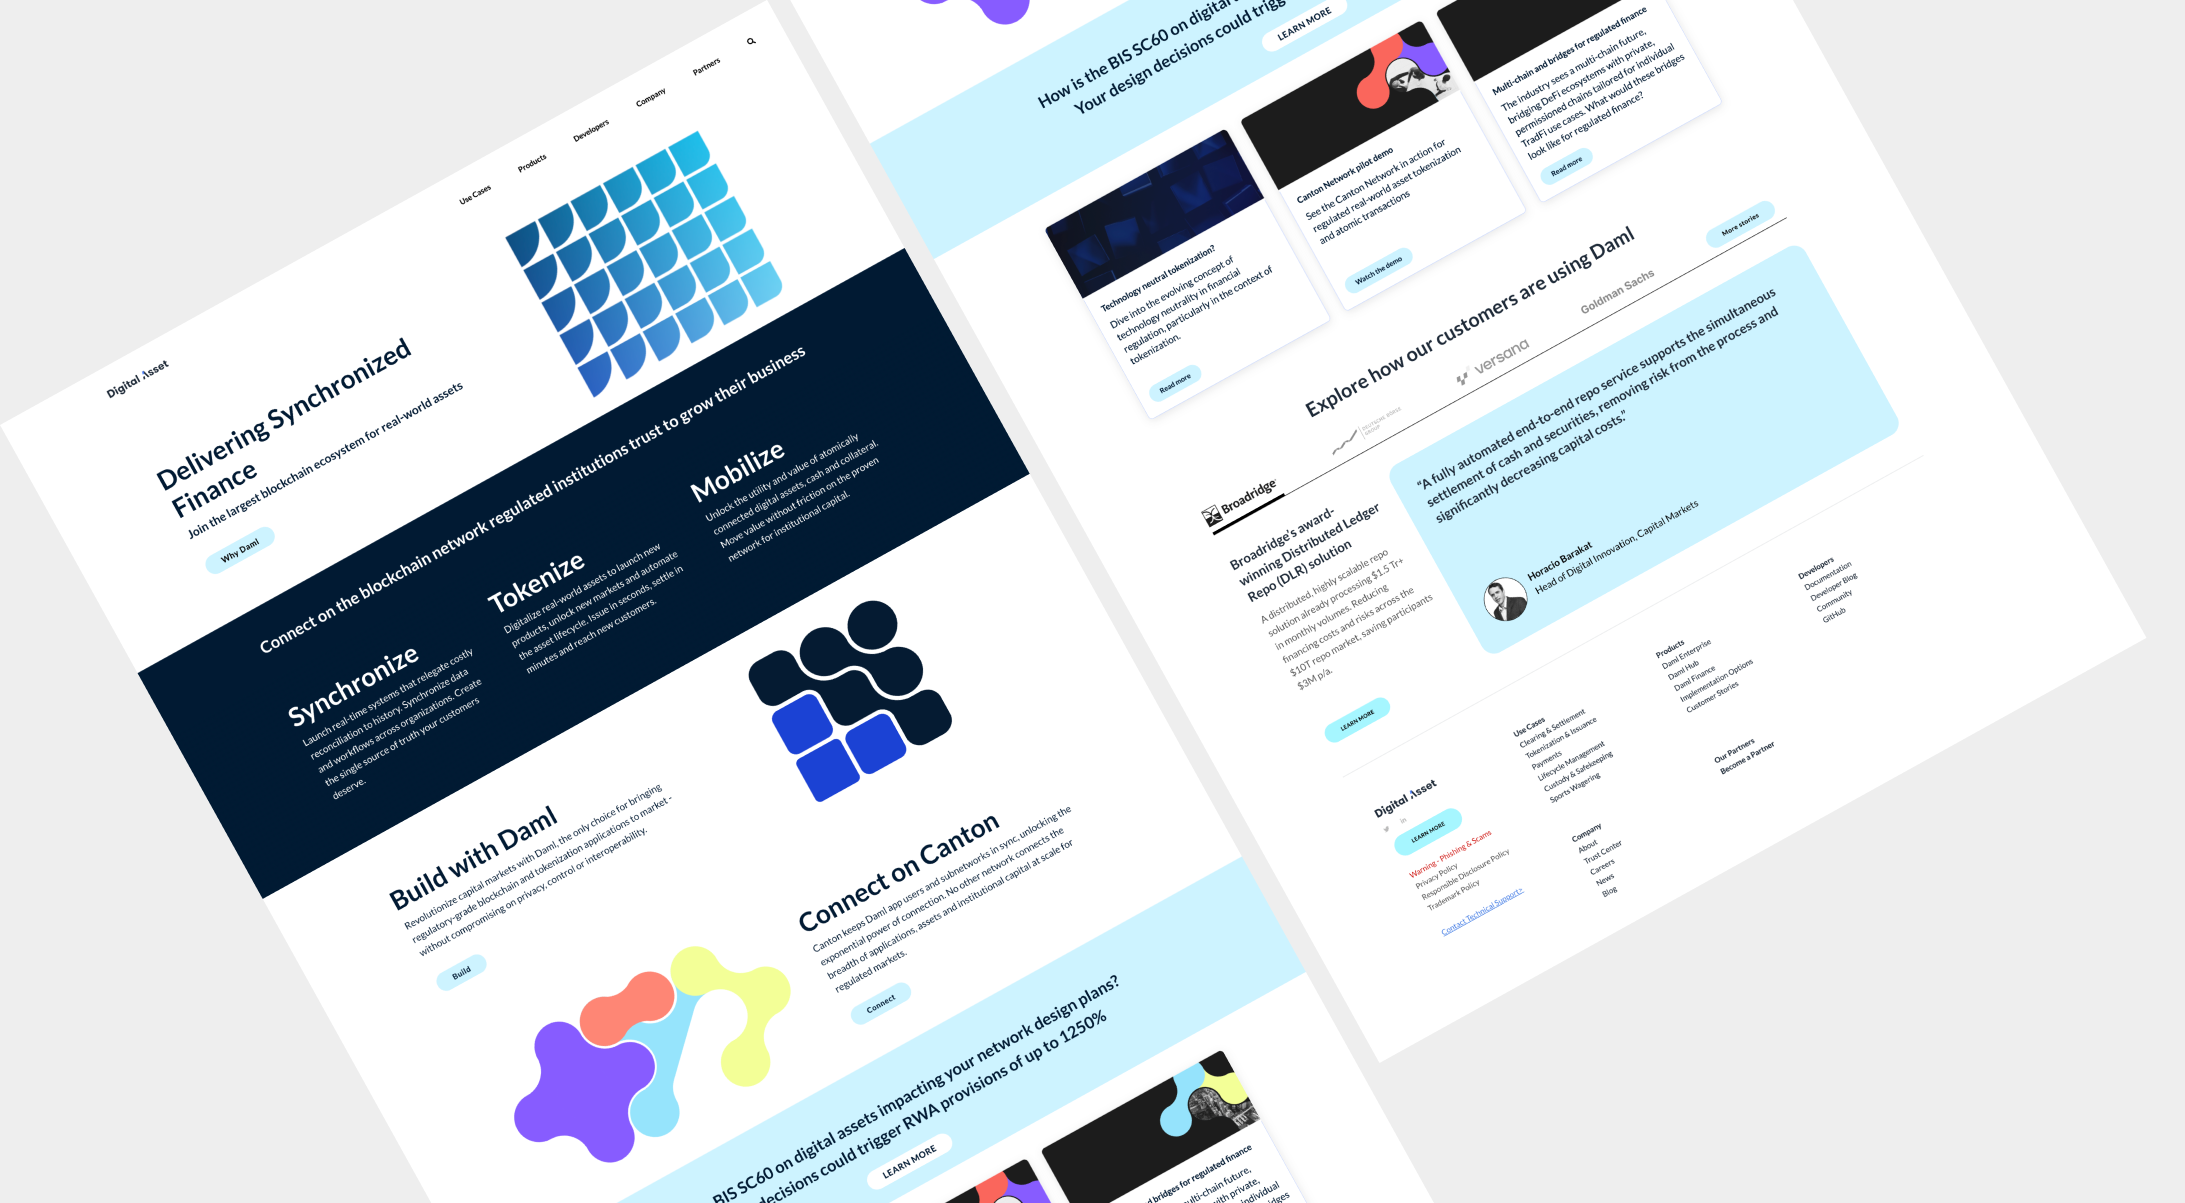 Digital Asset
Use Cases
Products
Developers
Company
Partners
Delivering Synchronized
Finance
Join the largest blockchain ecosystem for real-world assets
Why Daml
Connect on the blockchain network regulated institutions trust to grow their business
Synchronize
Launch real-time systems that relegate costly
reconciliation to history. Synchronize data
and workflows across organizations. Create
the single source of truth your customers
deserve.
Tokenize
Digitalize real-world assets to launch new
products, unlock new markets and automate
the asset lifecycle. Issue in seconds, settle in
minutes and reach new customers.
Mobilize
Unlock the utility and value of atomically
connected digital assets, cash and collateral.
Move value without friction on the proven
network for institutional capital.
Build with Daml
Revolutionize capital markets with Daml, the only choice for bringing
regulatory-grade blockchain and tokenization applications to market -
without compromising on privacy, control or interoperability.
Build
Connect on Canton
Canton keeps Daml app users and subnetworks in sync, unlocking the
exponential power of connection. No other network connects the
breadth of applications, assets and institutional capital at scale for
regulated markets.
Connect
BIS SC60 on digital assets impacting your network design plans?
decisions could trigger RWA provisions of up to 1250%
LEARN MORE
d bridges for regulated finance
ulti-chain future,
with private,
individual
idges
How is the BIS SC60 on digital
Your design decisions could trigg
LEARN MORE
Technology neutral tokenization?
Dive into the evolving concept of
technology neutrality in financial
regulation, particularly in the context of
tokenization.
Read more
Canton Network pilot demo
See the Canton Network in action for
regulated real-world asset tokenization
and atomic transactions
Watch the demo
Multi-chain and bridges for regulated finance
The industry sees a multi-chain future,
bridging DeFi ecosystems with private,
permissioned chains tailored for individual
TradFi use cases. What would these bridges
look like for regulated finance?
Read more
More stories
Explore how our customers are using Daml
Broadridge
DEUTSCHE BÖRSE
GROUP
versana
Goldman Sachs
Broadridge's award-
winning Distributed Ledger
Repo (DLR) solution
A distributed, highly scalable repo
solution already processing $1.5 Tr+
in monthly volumes. Reducing
financing costs and risks across the
$10T repo market, saving participants
$3M p/a.
LEARN MORE
“A fully automated end-to-end repo service supports the simultaneous
settlement of cash and securities, removing risk from the process and
significantly decreasing capital costs.”
Horacio Barakat
Head of Digital Innovation, Capital Markets
Digital Asset
in
LEARN MORE
Warning - Phishing & Scams
Privacy Policy
Responsible Disclosure Policy
Trademark Policy
Contact Technical Support>
Use Cases
Clearing & Settlement
Tokenization & Issuance
Payments
Lifecycle Management
Custody & Safekeeping
Sports Wagering
Company
About
Trust Center
Careers
News
Blog
Products
Daml Enterprise
Daml Hub
Daml Finance
Implementation Options
Customer Stories
Our Partners
Become a Partner
Developers
Documentation
Developer Blog
Community
GitHub